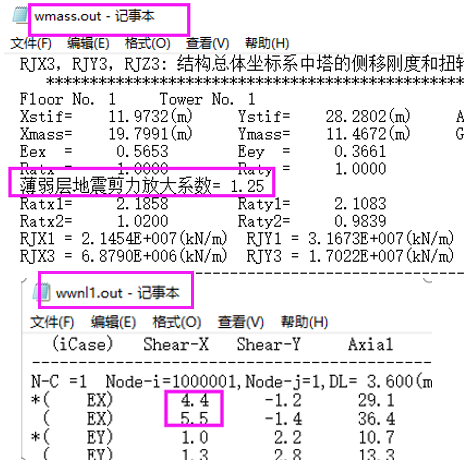 wmass.out - 记事本
文件(F) 编辑(E) 格式(O) 查看(V) 帮助(H)
RJX3, RJY3, RJZ3: 结构总体坐标系中塔的侧移刚度和扭转
**********************************************
Floor No. 1 Tower No. 1
Xstif= 11.9732(m) Ystif= 28.2802(m) A
Xmass= 19.7991(m) Ymass= 11.4672(m) G
Eex = 0.5653 Eey = 0.3661
Ratx = 1.0000 Raty = 1.0000
薄弱层地震剪力放大系数= 1.25
Ratx1= 2.1858 Raty1= 2.1083
Ratx2= 1.0200 Raty2= 0.9839
RJX1 = 2.1454E+007(kN/m) RJY1 = 3.1673E+007(kN/m)
RJX3 = 6.8790E+006(kN/m) RJY3 = 1.7022E+007(kN/m)
wwnl1.out - 记事本
文件(F) 编辑(E) 格式(O) 查看(V) 帮助(H)
(iCase) Shear-X Shear-Y Axial
N-C =1 Node-i=1000001,Node-j=1,DL= 3.600(m
*( EX) 4.4 -1.2 29.1
( EX) 5.5 -1.4 36.4
*( EY) 1.0 2.2 10.7
( EY) 1.3 2.8 13.3